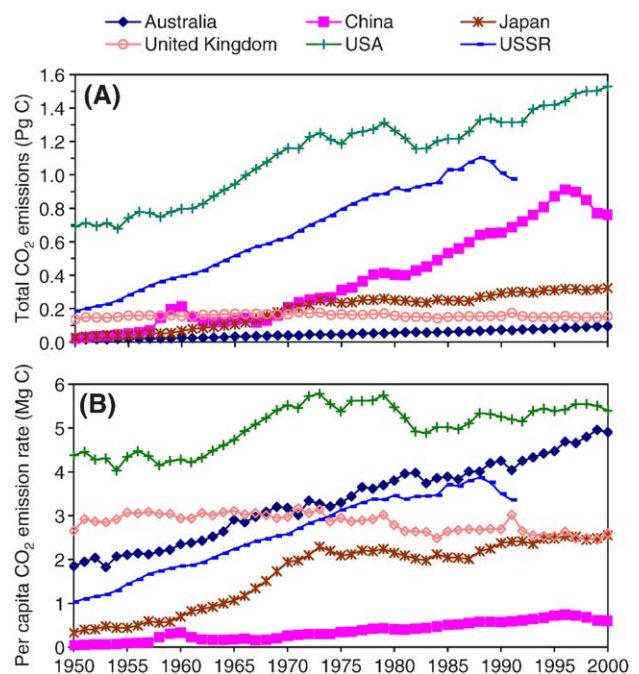 Australia China Japan
United Kingdom USA USSR
(A)
Total CO2 emissions (Pg C)
1.6
1.4
1.2
1.0
0.8
0.6
0.4
0.2
0.0
(B)
Per capita CO2 emission rate (Mg C)
6
5
4
3
2
1
0
1950 1955 1960 1965 1970 1975 1980 1985 1990 1995 2000